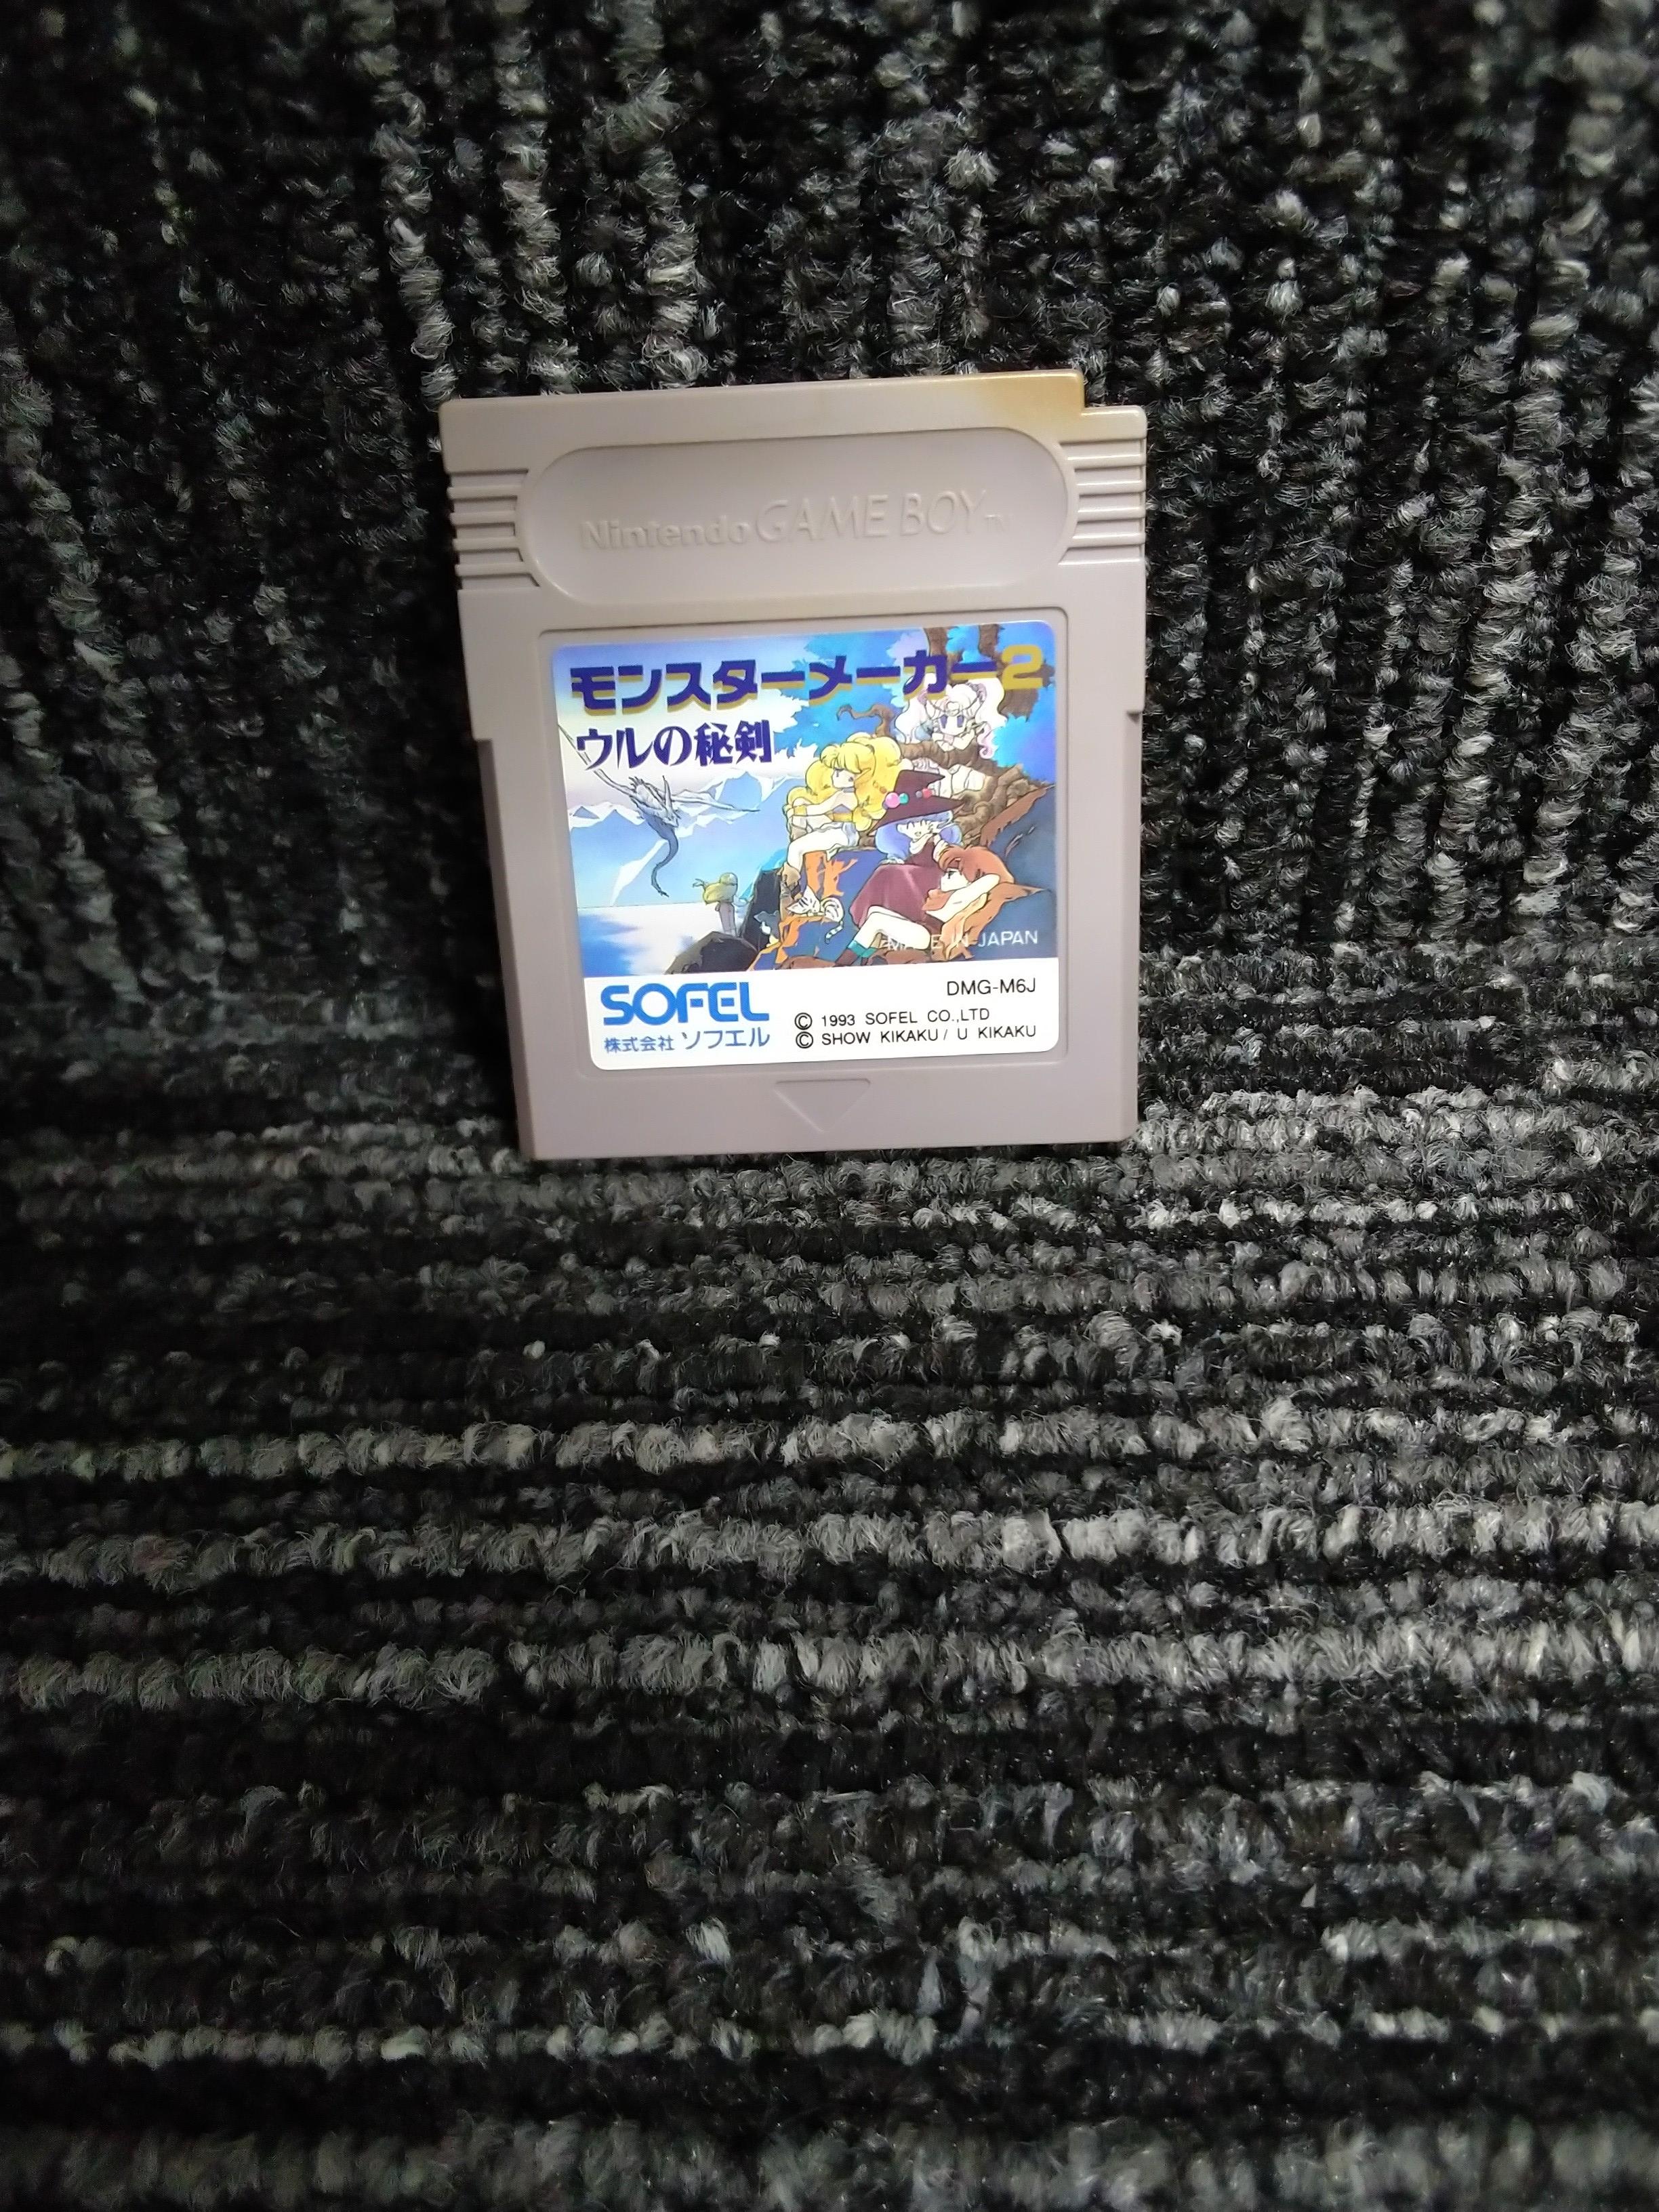 Nintendo GAME BOY TM
モンスターメーカー2
ウルの秘剣
MADE IN JAPAN
SOFEL
株式会社 ソフエル
DMG-M6J
© 1993 SOFEL CO.,LTD
© SHOW KIKAKU / U KIKAKU